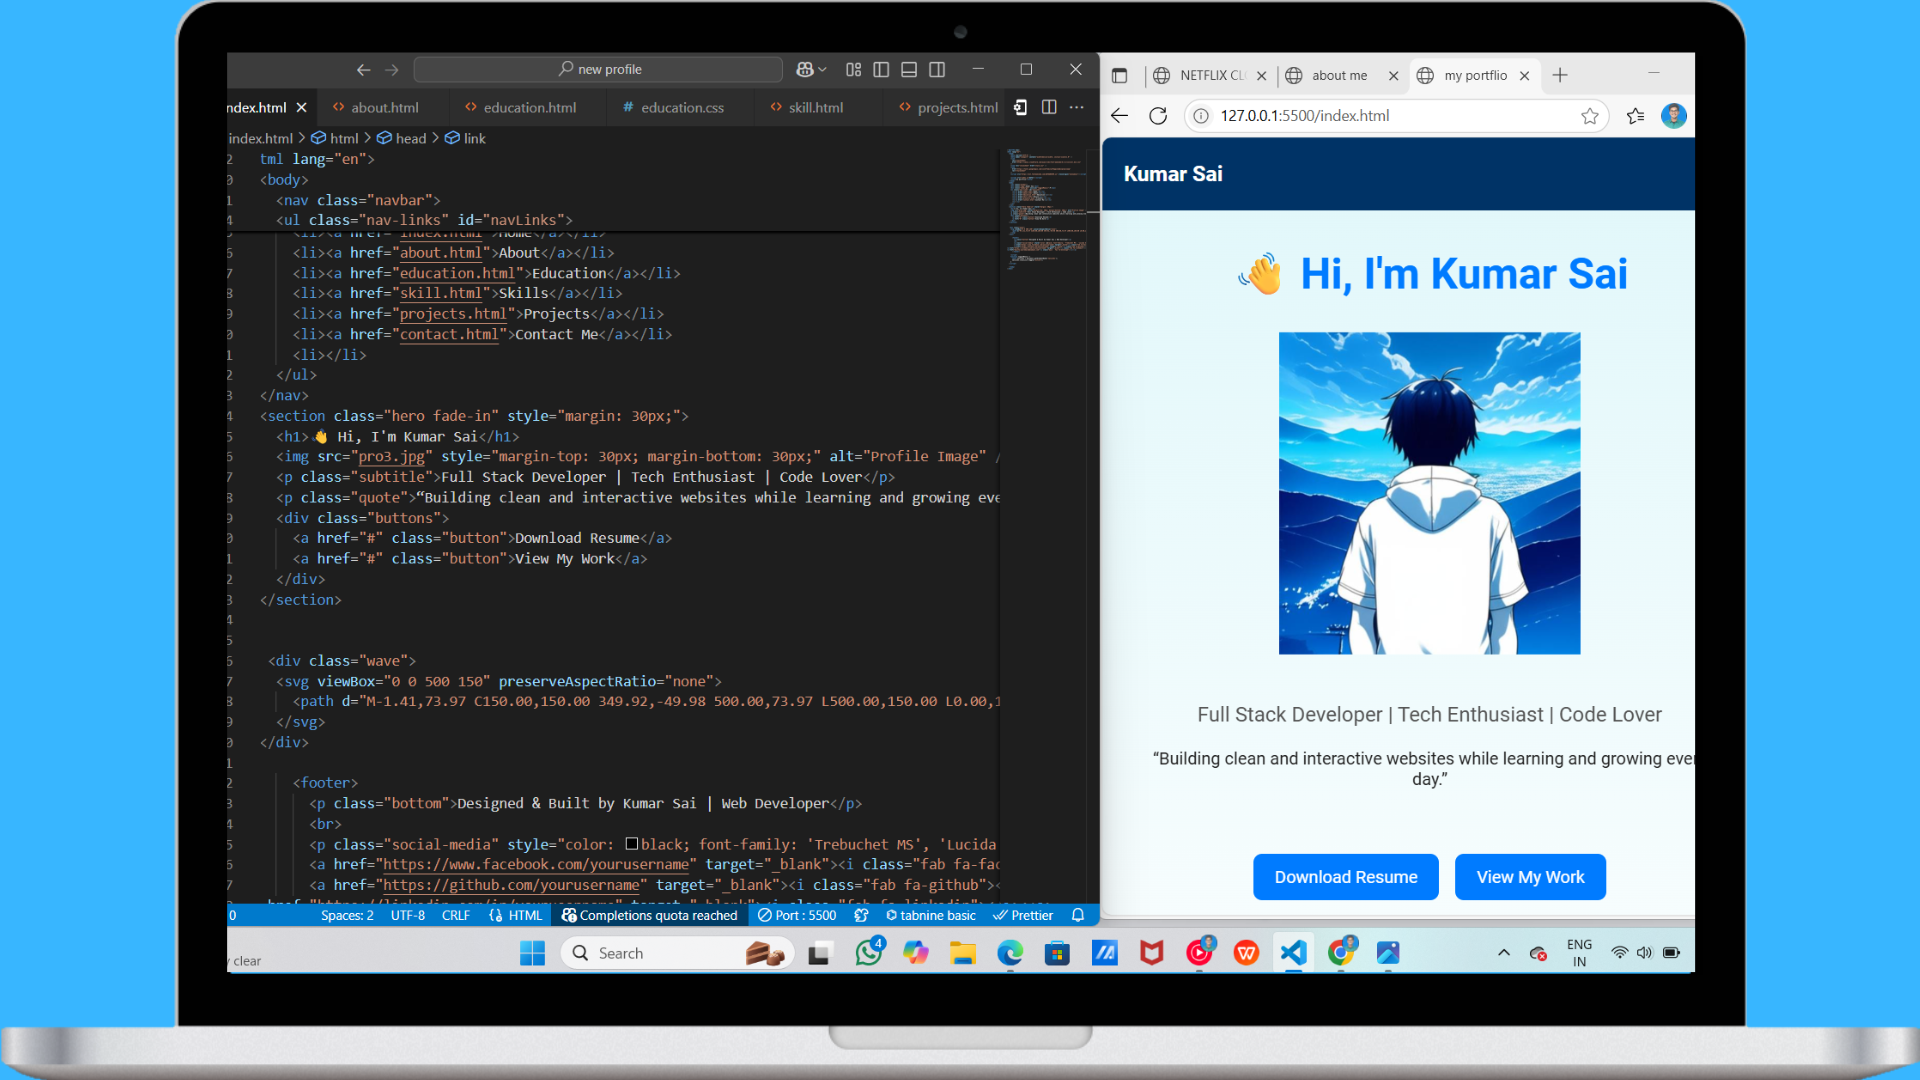 new profile
ndex.html
about.html
education.html
# education.css
skill.html
projects.html
index.html > html > head > link
2 tml lang="en">
0 <body>
1 <nav class="navbar">
4 <ul class="nav-links" id="navLinks">
<li><a href="index.html">Home</a></li>
6 <li><a href="about.html">About</a></li>
7 <li><a href="education.html">Education</a></li>
8 <li><a href="skill.html">Skills</a></li>
9 <li><a href="projects.html">Projects</a></li>
0 <li><a href="contact.html">Contact Me</a></li>
1 <li></li>
2 </ul>
3 </nav>
4 <section class="hero fade-in" style="margin: 30px;">
5 <h1>👋 Hi, I'm Kumar Sai</h1>
6 <img src="pro3.jpg" style="margin-top: 30px; margin-bottom: 30px;" alt="Profile Image" /
7 <p class="subtitle">Full Stack Developer | Tech Enthusiast | Code Lover</p>
8 <p class="quote">“Building clean and interactive websites while learning and growing eve
9 <div class="buttons">
0 <a href="#" class="button">Download Resume</a>
1 <a href="#" class="button">View My Work</a>
2 </div>
3 </section>
4
5
6 <div class="wave">
7 <svg viewBox="0 0 500 150" preserveAspectRatio="none">
8 <path d="M-1.41,73.97 C150.00,150.00 349.92,-49.98 500.00,73.97 L500.00,150.00 L0.00,1
9 </svg>
0 </div>
1
2 <footer>
3 <p class="bottom">Designed & Built by Kumar Sai | Web Developer</p>
4 <br>
5 <p class="social-media" style="color: black; font-family: 'Trebuchet MS', 'Lucida
6 <a href="https://www.facebook.com/yourusername" target="_blank"><i class="fab fa-fac
7 <a href="https://github.com/yourusername" target="_blank"><i class="fab fa-github"><
0 Spaces: 2 UTF-8 CRLF {} HTML Completions quota reached Port : 5500 tabnine basic Prettier
NETFLIX CL
about me
my portflio
127.0.0.1:5500/index.html
Kumar Sai
👋 Hi, I'm Kumar Sai
Full Stack Developer | Tech Enthusiast | Code Lover
“Building clean and interactive websites while learning and growing ever
day.”
Download Resume
View My Work
y clear
Search
4
ENG
IN